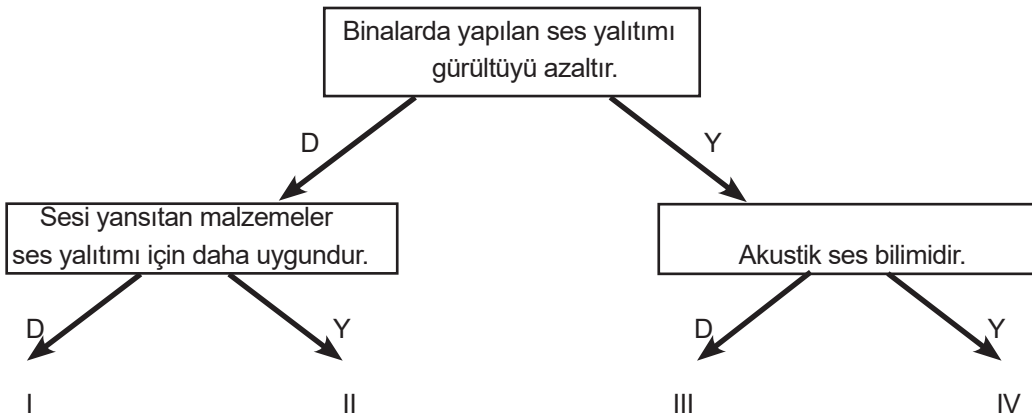 Binalarda yapılan ses yalıtımı
gürültüyü azaltır.
D
Y
Sesi yansıtan malzemeler
ses yalıtımı için daha uygundur.
Akustik ses bilimidir.
D
Y
D
Y
I
II
III
IV